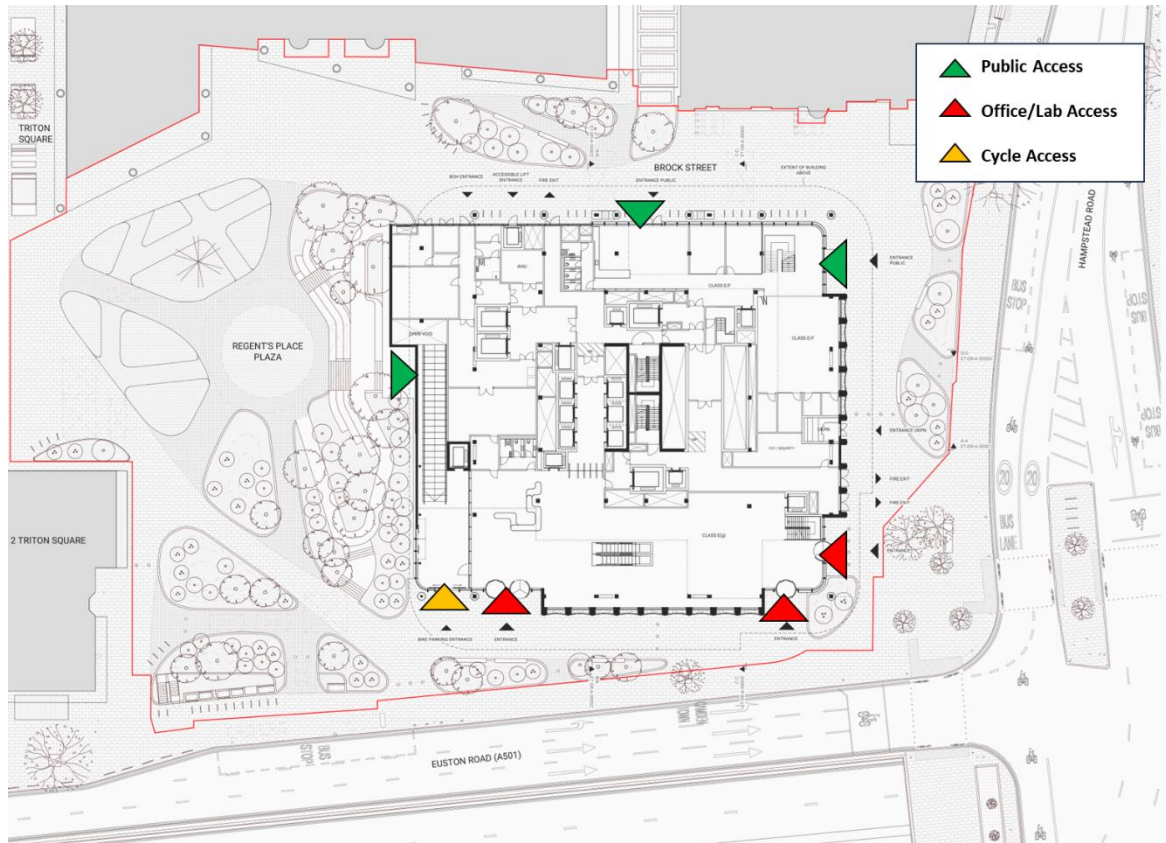 Public Access
Office/Lab Access
Cycle Access
TRITON
SQUARE
BROCK STREET
BOH ENTRANCE
ACCESSIBLE LIFT
ENTRANCE
FIRE EXIT
ENTRANCE PUBLIC
EXTENT OF BUILDING
ABOVE
HAMPSTEAD ROAD
ENTRANCE
PUBLIC
AHU
CLASS E/F
BUS
STOP
BUS
STOP
OPEN VOID
CLASS E/F
REGENT'S PLACE
PLAZA
UKPN
ENTRANCE UKPN
FIRE EXIT
FIRE EXIT
20
20
BUS
LANE
2 TRITON SQUARE
CLASS E(g)
ENTRANCE
BIKE PARKING ENTRANCE
ENTRANCE
ENTRANCE
BUS
STOP
EUSTON ROAD (A501)